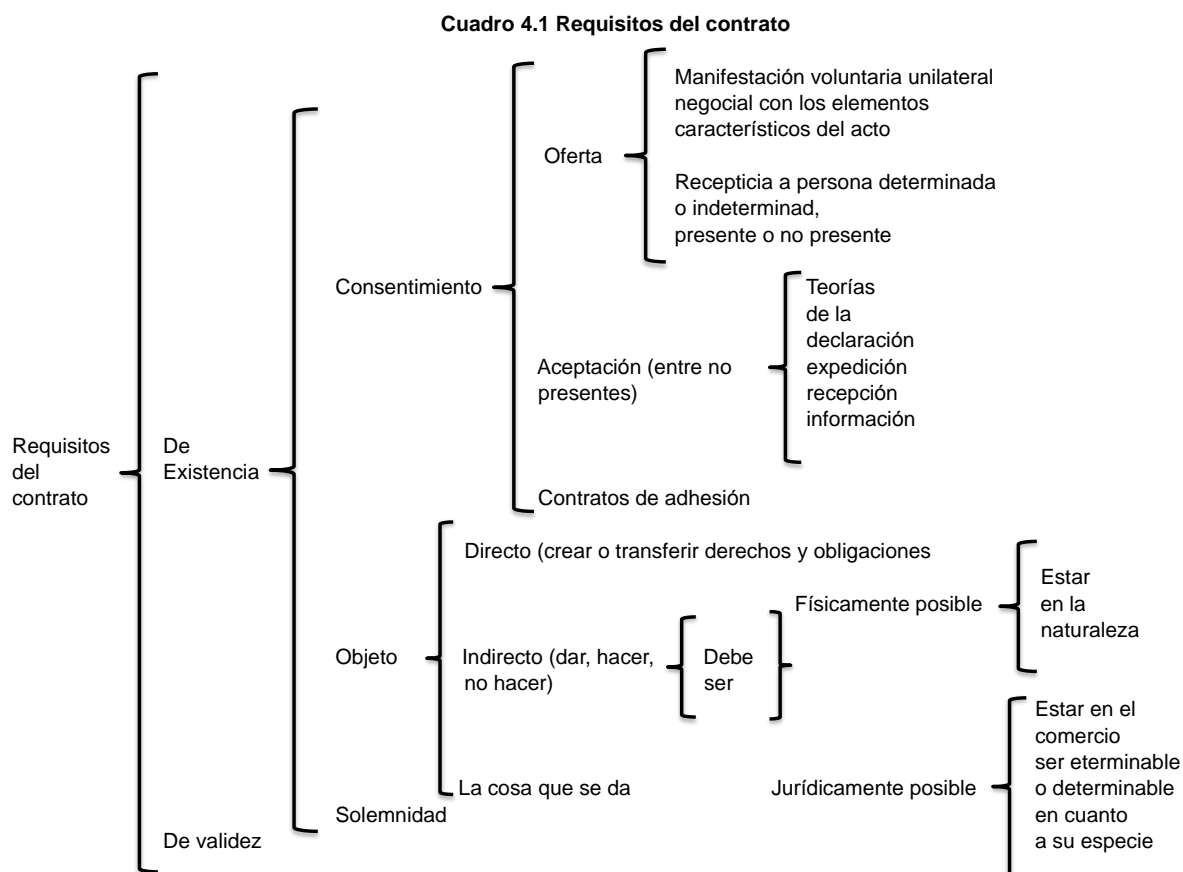 Cuadro 4.1 Requisitos del contrato
Requisitos
del
contrato
De
Existencia
Consentimiento
Oferta
Manifestación voluntaria unilateral
negocial con los elementos
característicos del acto
Recepticia a persona determinada
o indeterminad,
presente o no presente
Aceptación (entre no
presentes)
Teorías
de la
declaración
expedición
recepción
información
Contratos de adhesión
Objeto
Directo (crear o transferir derechos y obligaciones
Indirecto (dar, hacer,
no hacer)
Debe
ser
Físicamente posible
Estar
en la
naturaleza
Jurídicamente posible
Estar en el
comercio
ser eterminable
o determinable
en cuanto
a su especie
La cosa que se da
Solemnidad
De validez